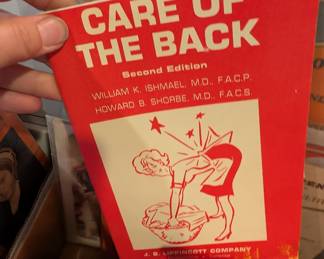 CARE OF
THE BACK
Second Edition
WILLIAM K. ISHMAEL, M.D., F.A.C.P.
HOWARD B. SHORBE, M.D., F.A.C.S.
J. B. LIPPINCOTT COMPANY